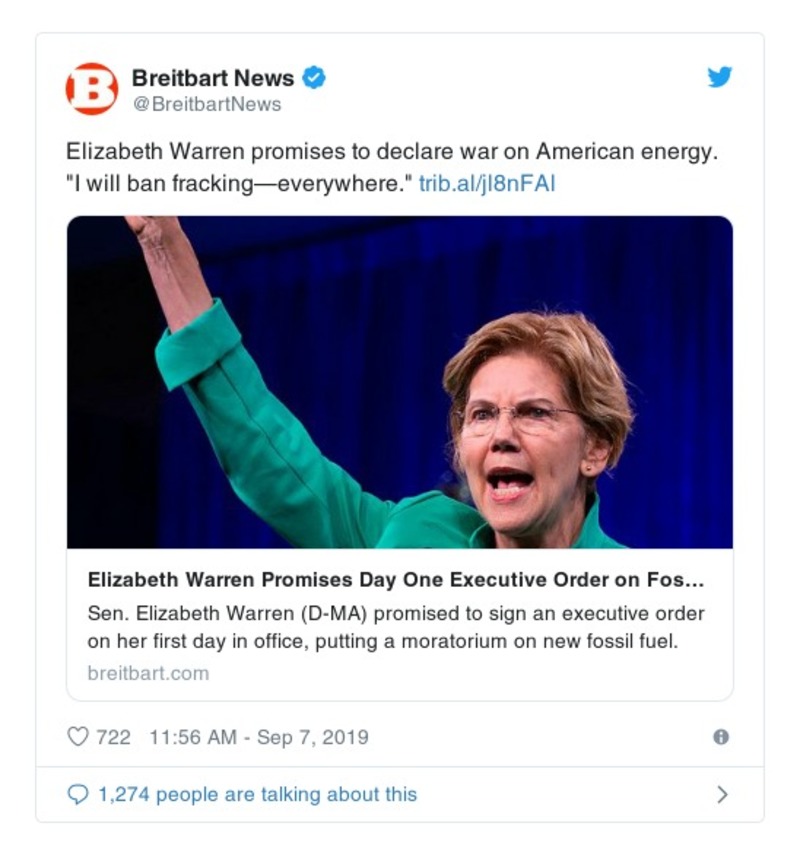 B
Breitbart News
@BreitbartNews
Elizabeth Warren promises to declare war on American energy.
"I will ban fracking—everywhere." trib.al/jI8nFAl
Elizabeth Warren Promises Day One Executive Order on Fos...
Sen. Elizabeth Warren (D-MA) promised to sign an executive order
on her first day in office, putting a moratorium on new fossil fuel.
breitbart.com
722 11:56 AM - Sep 7, 2019
1,274 people are talking about this